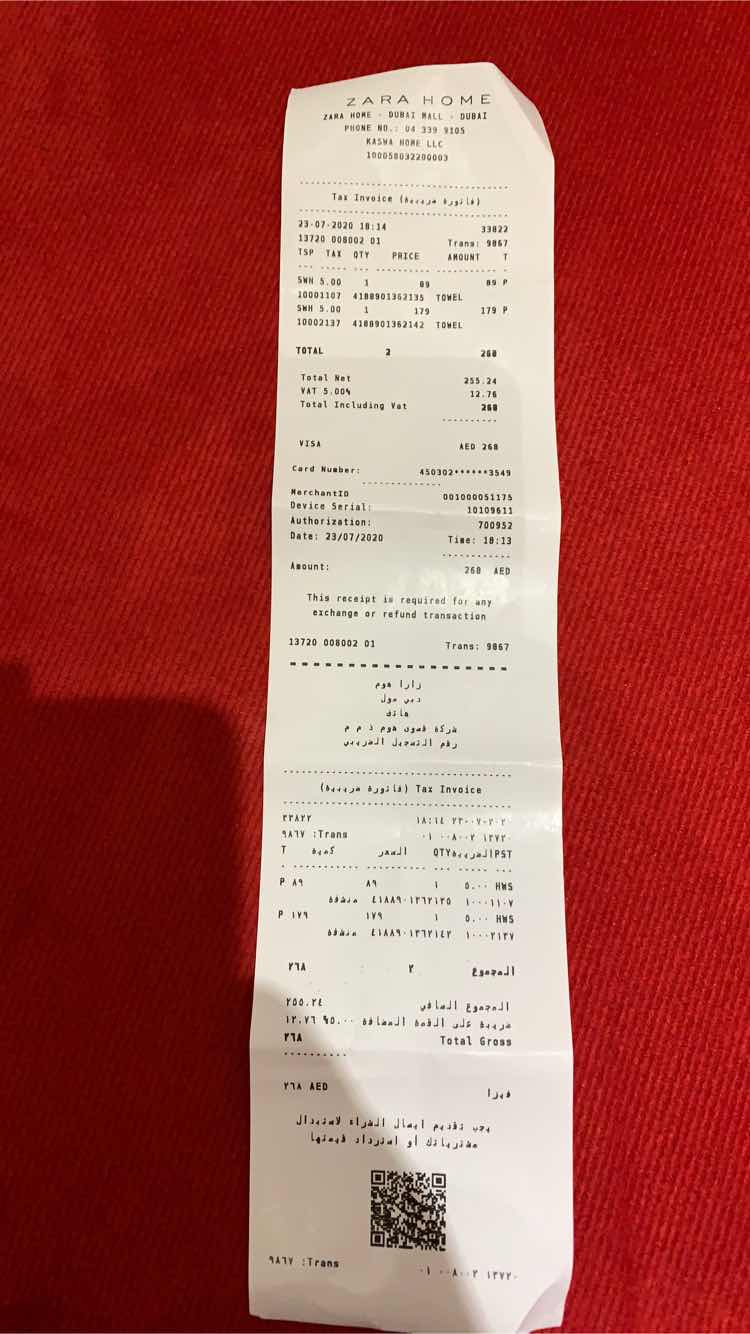 ZARA HOME
ZARA HOME - DUBAI MALL - DUBAI
PHONE NO.: 04 339 9105
KASWA HOME LLC
100058032200003
Tax Invoice (فاتورة ضريبية)
23-07-2020 18:14 33822
13720 008002 01 Trans: 9867
TSP TAX QTY PRICE AMOUNT T
SWH 5.00 1 89 89 P
10001107 4188901362135 TOWEL
SWH 5.00 1 179 179 P
10002137 4188901362142 TOWEL
TOTAL 2 268
Total Net 255.24
VAT 5.00% 12.76
Total Including Vat 268
VISA AED 268
Card Number: 450302******3549
MerchantID 001000051175
Device Serial: 10109611
Authorization: 700952
Date: 23/07/2020 Time: 18:13
Amount: 268 AED
This receipt is required for any
exchange or refund transaction
13720 008002 01 Trans: 9867
زارا هوم
دبي مول
هاتف
شركة قصوى هوم ذ م م
رقم التسجيل الضريبي
(فاتورة ضريبية) Tax Invoice
٣٣٨٢٢ ١٨:١٤ ٢٣-٠٧-٢٠٢٠
٩٨٦٧ :Trans ٠١ ٠٠٨٠٠٢ ١٣٧٢٠
T كمية السعر QTYالضريبةPST
P ٨٩ ٨٩ ١ ٥.٠٠ HWS
منشفة ٤١٨٨٩٠١٣٦٢١٣٥ ١٠٠٠١١٠٧
P ١٧٩ ١٧٩ ١ ٥.٠٠ HWS
منشفة ٤١٨٨٩٠١٣٦٢١٤٢ ١٠٠٠٢١٣٧
المجموع ٢ ٢٦٨
المجموع الصافي ٢٥٥.٢٤
ضريبة على القيمة المضافة ٥.٠٠% ١٢.٧٦
٢٦٨ Total Gross
فيزا ٢٦٨ AED
يجب تقديم ايصال الشراء لاستبدال
مشترياتك أو استرداد قيمتها
٩٨٦٧ :Trans ٠١ ٠٠٨٠٠٢ ١٣٧٢٠